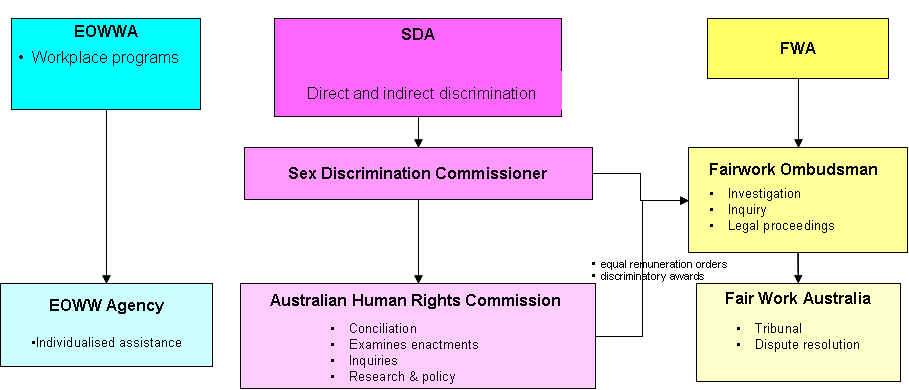 EOWWA
• Workplace programs
SDA
Direct and indirect discrimination
FWA
Sex Discrimination Commissioner
Fairwork Ombudsman
• Investigation
• Inquiry
• Legal proceedings
• equal remuneration orders
• discriminatory awards
EOWW Agency
•Individualised assistance
Australian Human Rights Commission
• Conciliation
• Examines enactments
• Inquiries
• Research & policy
Fair Work Australia
• Tribunal
• Dispute resolution